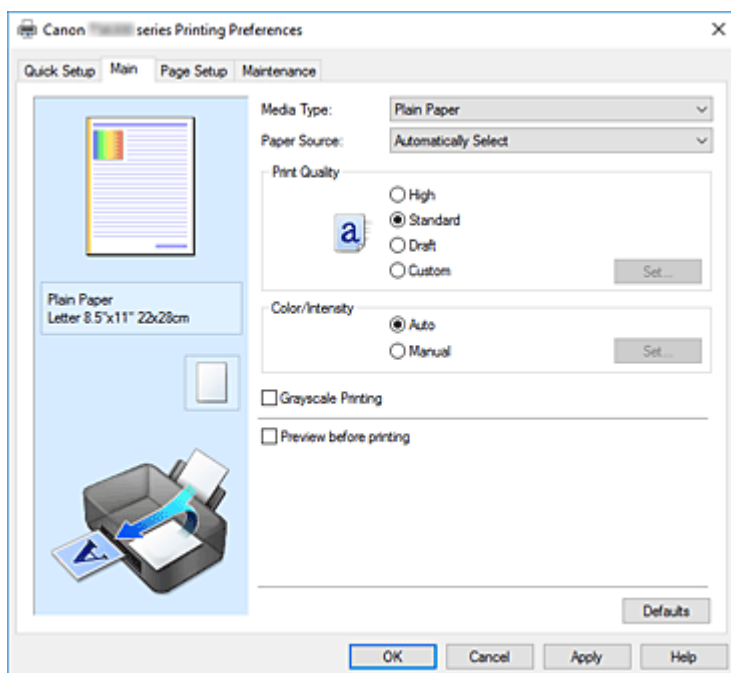 Canon series Printing Preferences
Quick Setup Main Page Setup Maintenance
Media Type: Plain Paper
Paper Source: Automatically Select
Print Quality
High
a
Standard
Draft
Custom Set...
Plain Paper
Letter 8.5"x11" 22x28cm
Color/Intensity
Auto
Manual Set...
Grayscale Printing
Preview before printing
A
Defaults
OK Cancel Apply Help